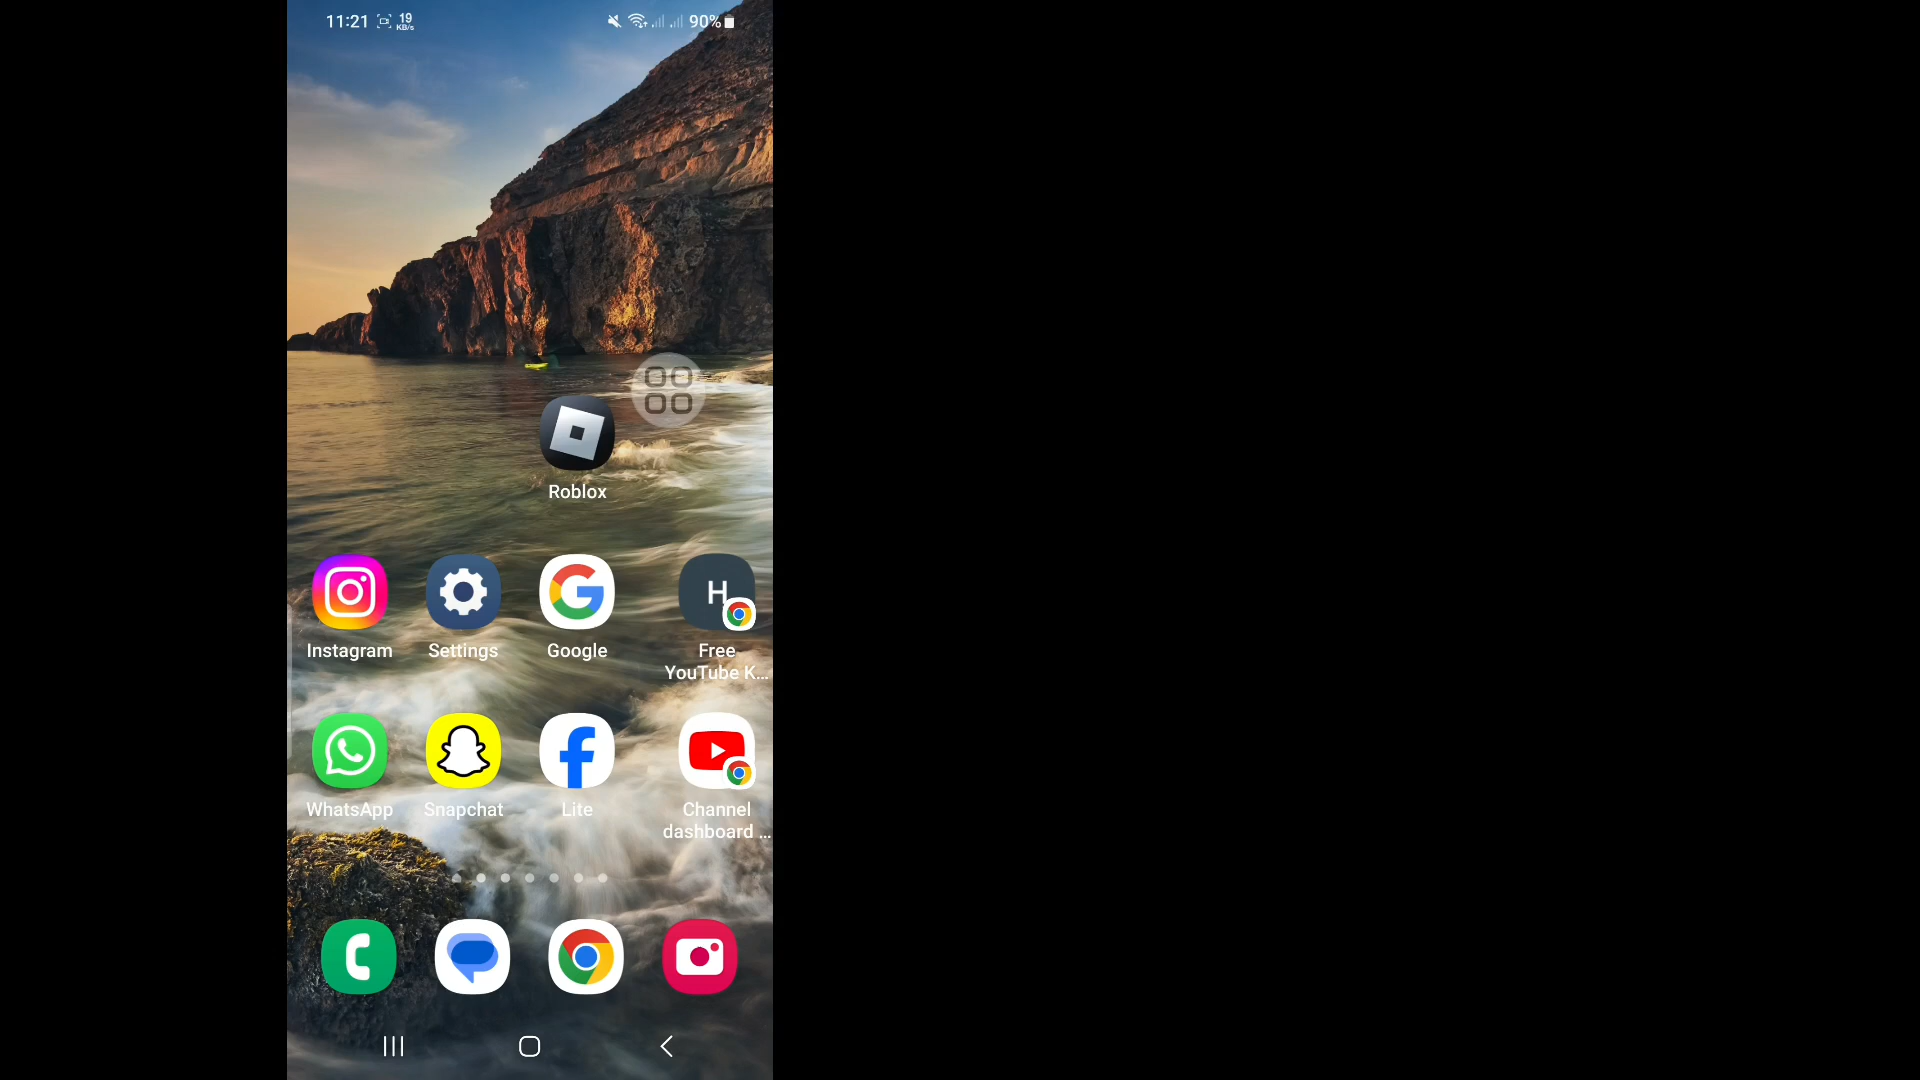 11:21 19 KB/s 90%
Roblox
Instagram Settings Google Free
YouTube K...
H
WhatsApp Snapchat Lite Channel
dashboard ...